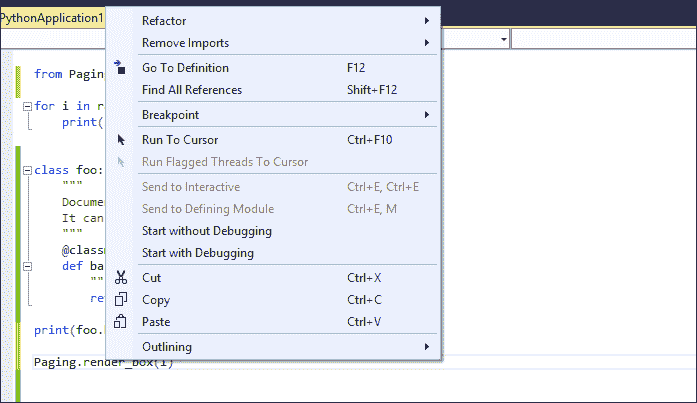 PythonApplication1
Refactor
Remove Imports
Go To Definition F12
Find All References Shift+F12
Breakpoint
Run To Cursor Ctrl+F10
Run Flagged Threads To Cursor
Send to Interactive Ctrl+E, Ctrl+E
Send to Defining Module Ctrl+E, M
Start without Debugging
Start with Debugging
Cut Ctrl+X
Copy Ctrl+C
Paste Ctrl+V
Outlining
from Paging
for i in r
print(
class foo:
"""
Docume
It can
"""
@class
def ba
""
re
print(foo.
Paging.render_box(1)